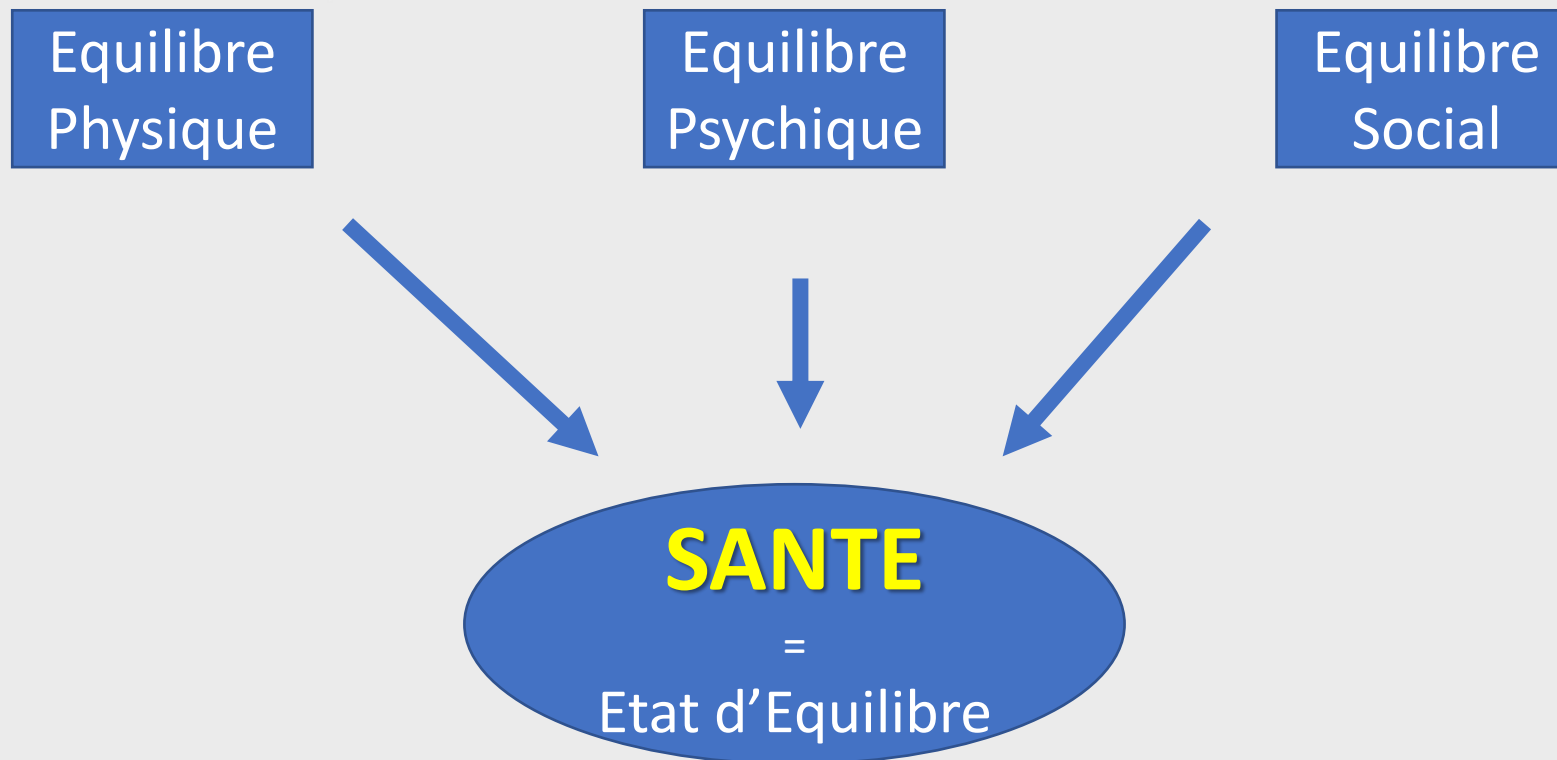 Equilibre
Physique
Equilibre
Psychique
Equilibre
Social
SANTE
=
Etat d’Equilibre